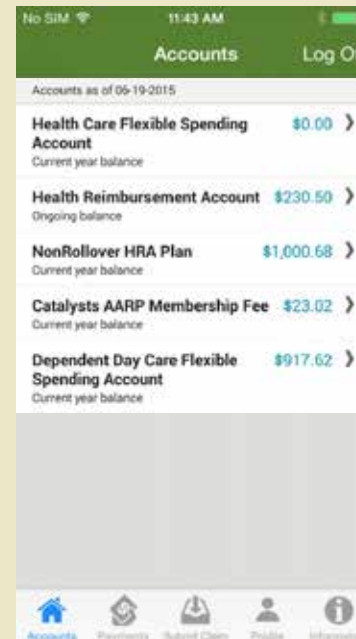 No SIM 11:43 AM
Accounts Log O
Accounts as of 06-19-2015
Health Care Flexible Spending Account $0.00
Current year balance
Health Reimbursement Account $230.50
Ongoing balance
NonRollover HRA Plan $1,000.68
Current year balance
Catalysts AARP Membership Fee $23.02
Current year balance
Dependent Day Care Flexible Spending Account $917.62
Current year balance
Accounts Payments Submit Claim Profile